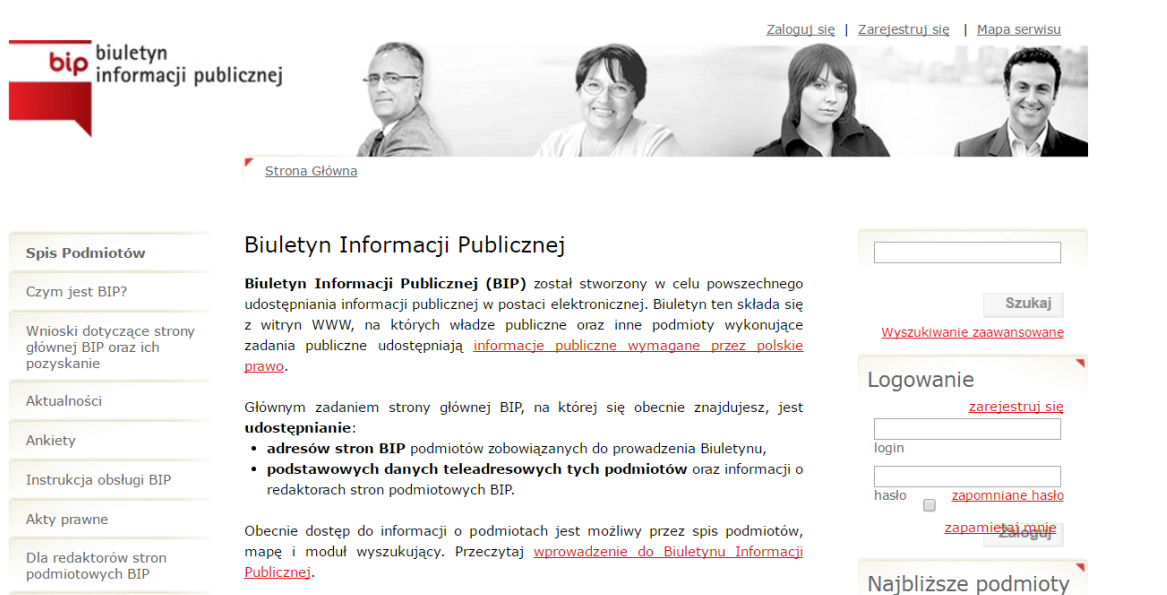 Zaloguj się | Zarejestruj się | Mapa serwisu
bip biuletyn
informacji publicznej
Strona Główna
Spis Podmiotów
Czym jest BIP?
Wnioski dotyczące strony
głównej BIP oraz ich
pozyskanie
Aktualności
Ankiety
Instrukcja obsługi BIP
Akty prawne
Dla redaktorów stron
podmiotowych BIP
Biuletyn Informacji Publicznej
Biuletyn Informacji Publicznej (BIP) został stworzony w celu powszechnego
udostępniania informacji publicznej w postaci elektronicznej. Biuletyn ten składa się
z witryn WWW, na których władze publiczne oraz inne podmioty wykonujące
zadania publiczne udostępniają informacje publiczne wymagane przez polskie
prawo.
Głównym zadaniem strony głównej BIP, na której się obecnie znajdujesz, jest
udostępnianie:
• adresów stron BIP podmiotów zobowiązanych do prowadzenia Biuletynu,
• podstawowych danych teleadresowych tych podmiotów oraz informacji o
redaktorach stron podmiotowych BIP.
Obecnie dostęp do informacji o podmiotach jest możliwy przez spis podmiotów,
mapę i moduł wyszukujący. Przeczytaj wprowadzenie do Biuletynu Informacji
Publicznej.
Szukaj
Wyszukiwanie zaawansowane
Logowanie
zarejestruj się
login
hasło zapomniane hasło
zapamiętaj mnie
Zaloguj
Najbliższe podmioty